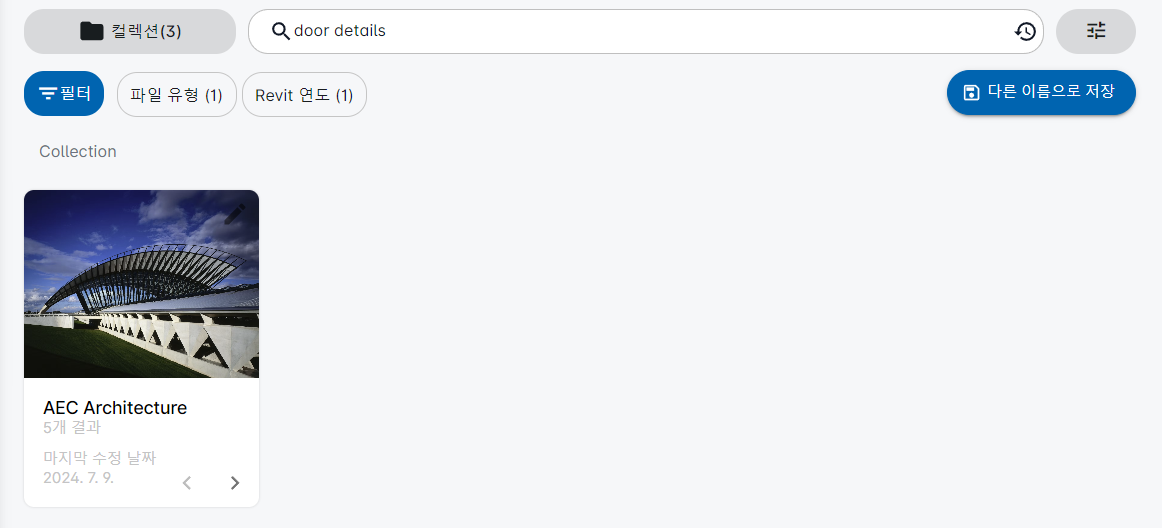 컬렉션(3)
door details
필터
파일 유형 (1)
Revit 연도 (1)
다른 이름으로 저장
Collection
AEC Architecture
5개 결과
마지막 수정 날짜
2024. 7. 9.